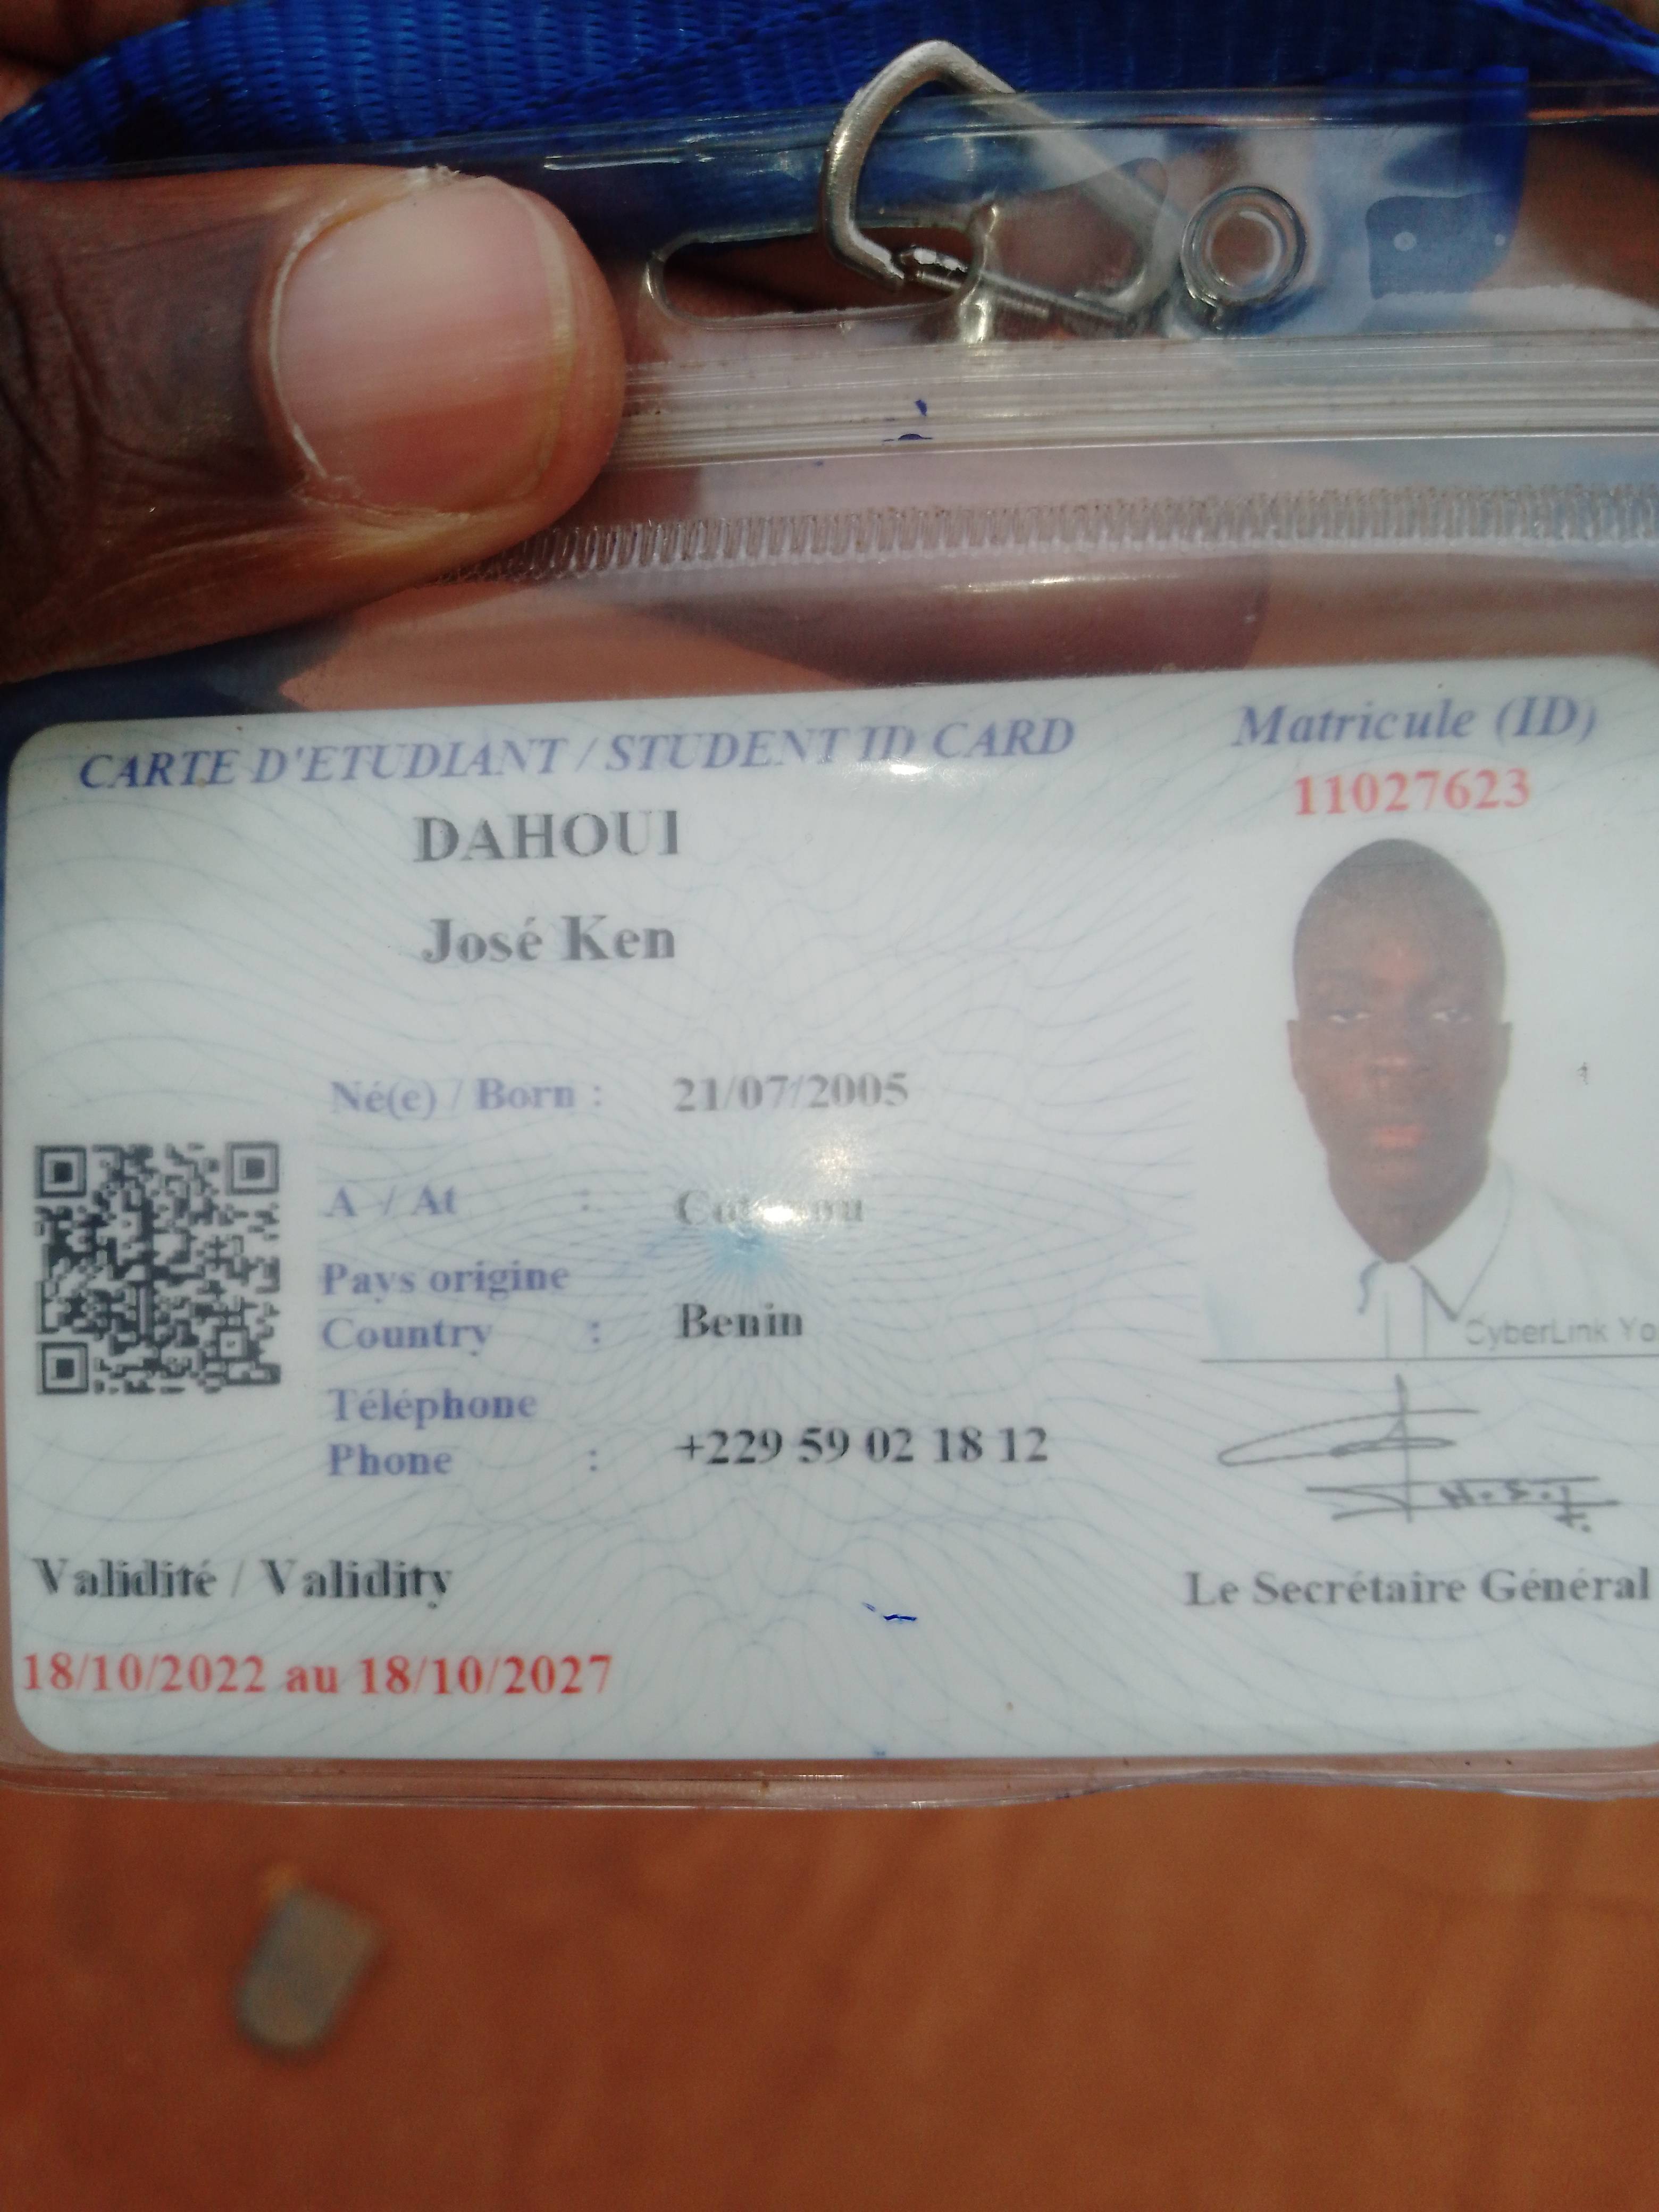 CARTE D'ETUDIANT / STUDENT ID CARD
Matricule (ID)
11027623
DAHOUI
José Ken
Né(e) / Born : 21/07/2005
A / At :
Pays origine
Country : Benin
Téléphone
Phone : +229 59 02 18 12
CyberLink
Validité / Validity
18/10/2022 au 18/10/2027
Le Secrétaire Général